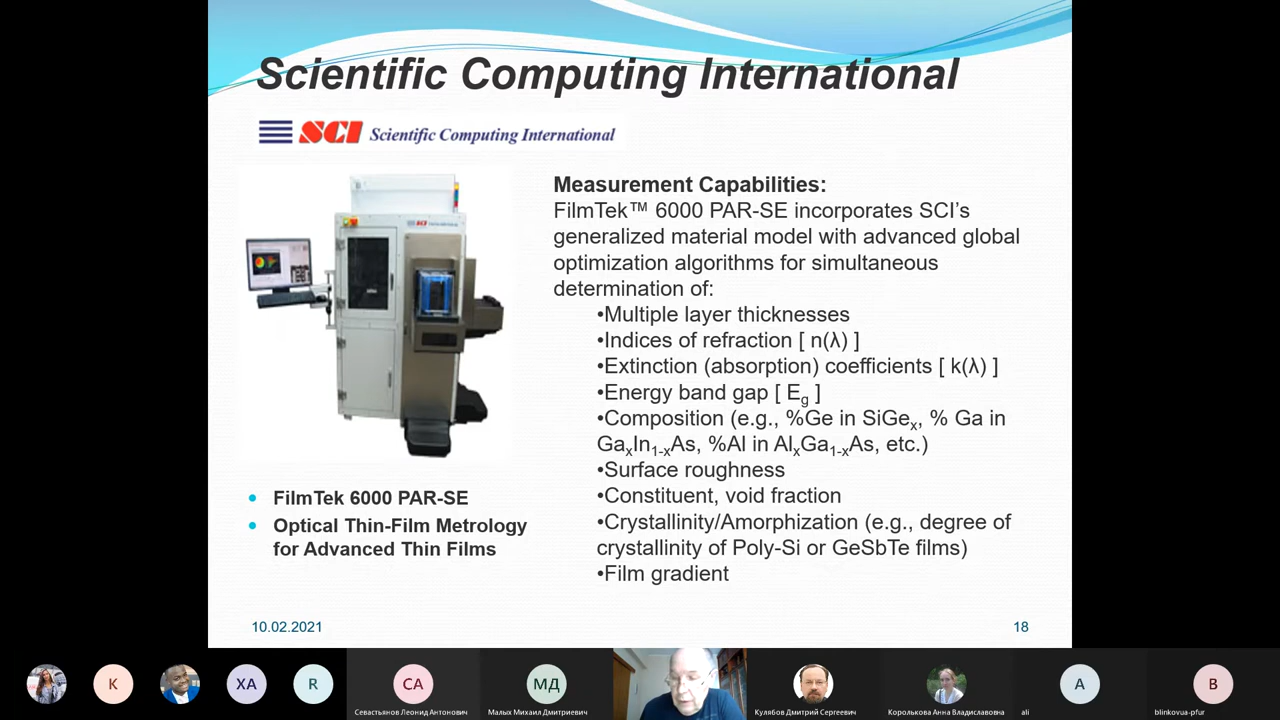 Scientific Computing International
SCI Scientific Computing International
Measurement Capabilities:
FilmTek™ 6000 PAR-SE incorporates SCI’s
generalized material model with advanced global
optimization algorithms for simultaneous
determination of:
•Multiple layer thicknesses
•Indices of refraction [ n(λ) ]
•Extinction (absorption) coefficients [ k(λ) ]
•Energy band gap [ Eg ]
•Composition (e.g., %Ge in SiGex, % Ga in
GaxIn1-xAs, %Al in AlxGa1-xAs, etc.)
•Surface roughness
•Constituent, void fraction
•Crystallinity/Amorphization (e.g., degree of
crystallinity of Poly-Si or GeSbTe films)
•Film gradient
SCI
• FilmTek 6000 PAR-SE
• Optical Thin-Film Metrology
for Advanced Thin Films
10.02.2021
18
K
XA
R
CA
МД
A
B
Севастьянов Леонид Антонович
Малых Михаил Дмитриевич
Кулябов Дмитрий Сергеевич
Королькова Анна Владиславовна
ali
blinkovua-pfur